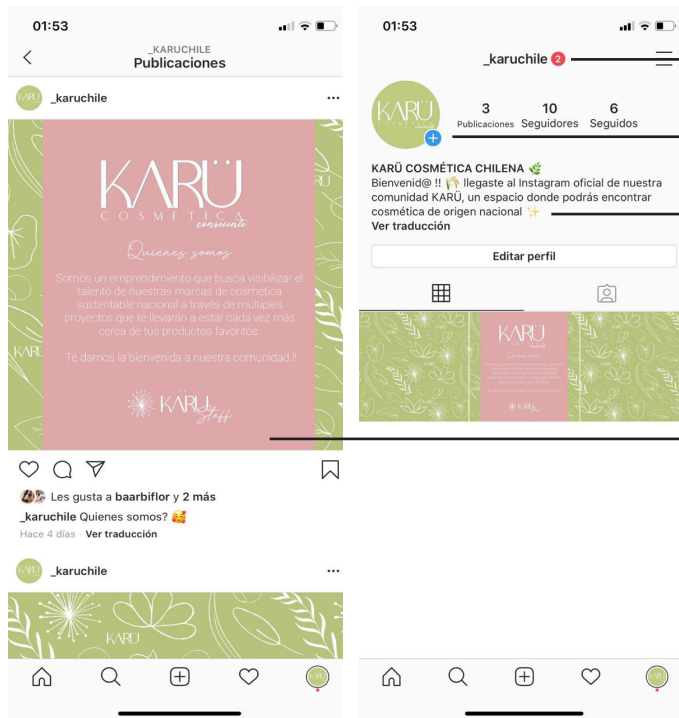 01:53
_KARUCHILE
Publicaciones
_karuchile
KARÜ
COSMÉTICA
consciente
Quienes somos
Somos un emprendimiento que busca visibilizar el
talento de nuestras marcas de cosmética
sustentable nacional a través de múltiples
proyectos que te llevarán a estar cada vez más
cerca de tus productos favoritos.
Te damos la bienvenida a nuestra comunidad !!
KARÜ
Staff
Les gusta a baarbiflor y 2 más
_karuchile Quienes somos? 🥰
Hace 4 días · Ver traducción
_karuchile
KARÜ
01:53
_karuchile 2
KARÜ
COSMÉTICA
3 10 6
Publicaciones Seguidores Seguidos
KARÜ COSMÉTICA CHILENA 🌿
Bienvenid@ !! 🌾 llegaste al Instagram oficial de nuestra
comunidad KARÜ, un espacio donde podrás encontrar
cosmética de origen nacional ✨
Ver traducción
Editar perfil
KARÜ